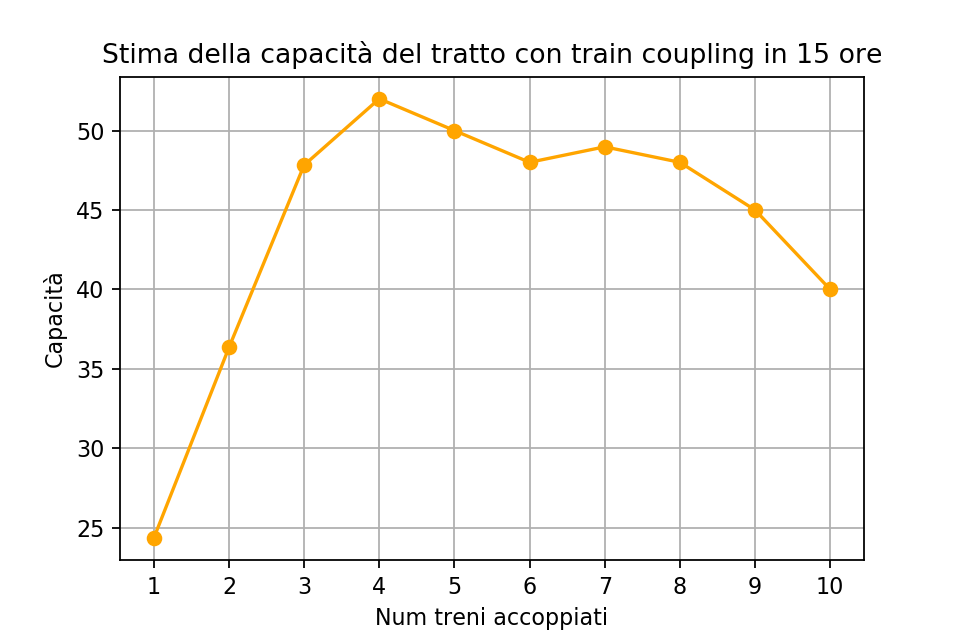 Stima della capacità del tratto con train coupling in 15 ore
Capacità
50
45
40
35
30
25
1 2 3 4 5 6 7 8 9 10
Num treni accoppiati